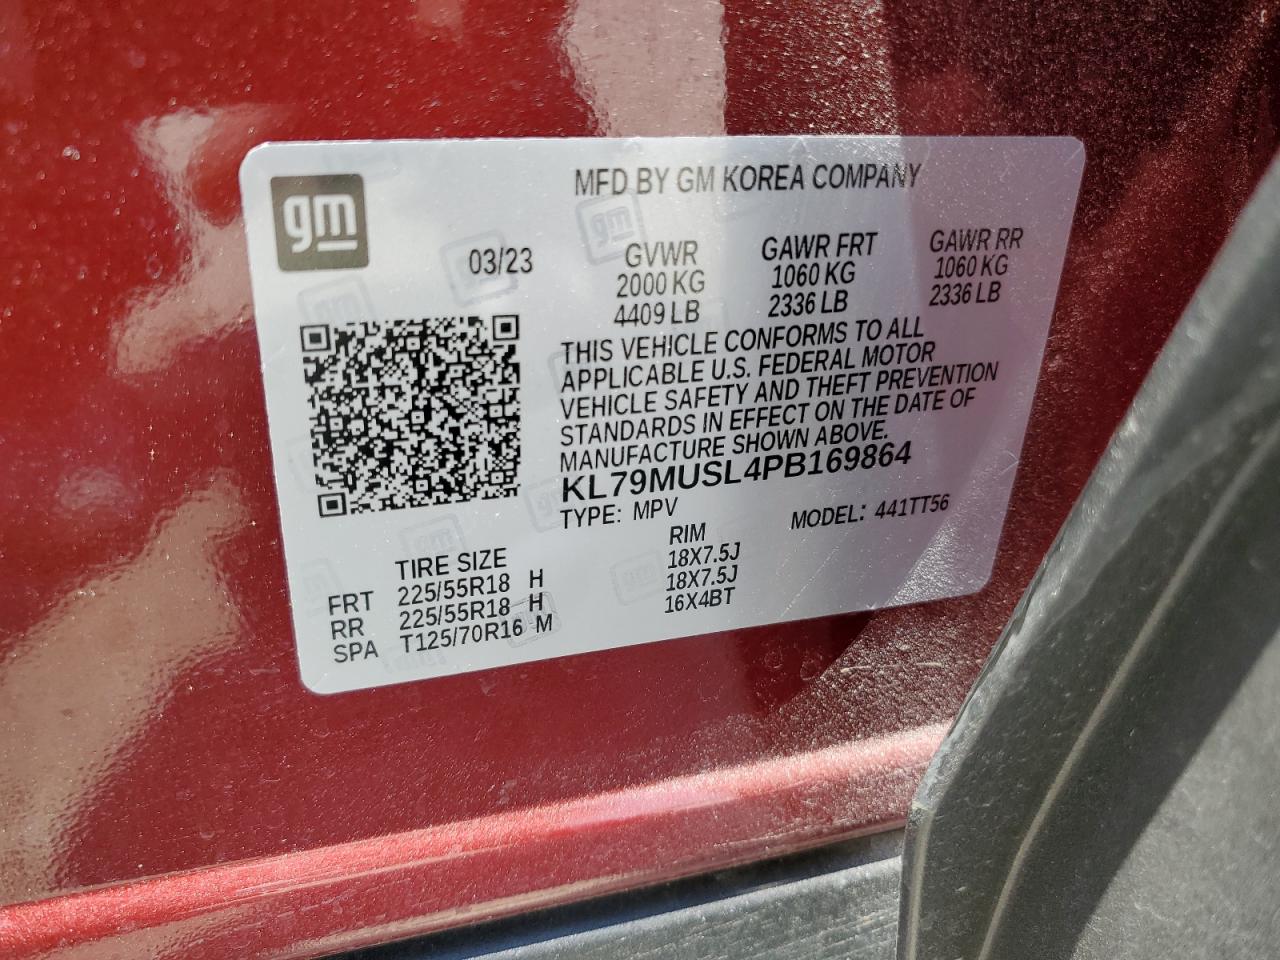 gm
MFD BY GM KOREA COMPANY
03/23
GVWR GAWR FRT GAWR RR
2000 KG 1060 KG 1060 KG
4409 LB 2336 LB 2336 LB
THIS VEHICLE CONFORMS TO ALL
APPLICABLE U.S. FEDERAL MOTOR
VEHICLE SAFETY AND THEFT PREVENTION
STANDARDS IN EFFECT ON THE DATE OF
MANUFACTURE SHOWN ABOVE.
KL79MUSL4PB169864
TYPE: MPV MODEL: 441TT56
TIRE SIZE RIM
FRT 225/55R18 H 18X7.5J
RR 225/55R18 H 18X7.5J
SPA T125/70R16 M 16X4BT